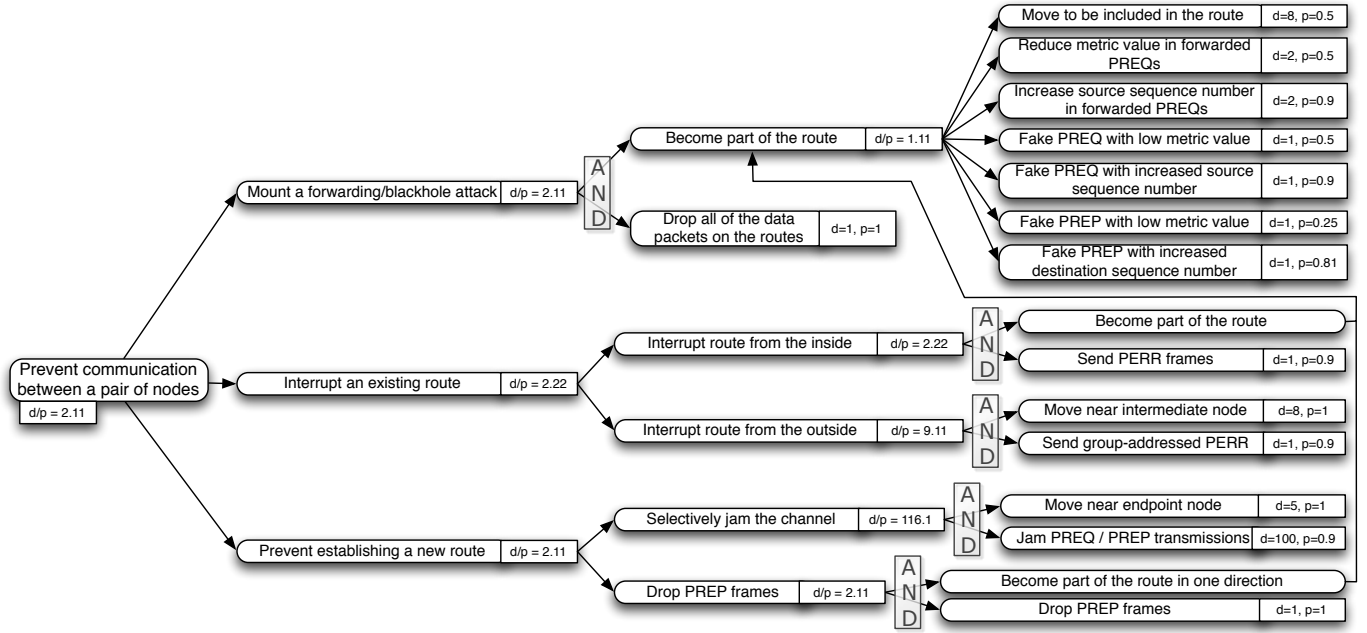 Prevent communication
between a pair of nodes
d/p = 2.11
Mount a forwarding/blackhole attack
d/p = 2.11
AND
Become part of the route
d/p = 1.11
Move to be included in the route
d=8, p=0.5
Reduce metric value in forwarded
PREQs
d=2, p=0.5
Increase source sequence number
in forwarded PREQs
d=2, p=0.9
Fake PREQ with low metric value
d=1, p=0.5
Fake PREQ with increased source
sequence number
d=1, p=0.9
Fake PREP with low metric value
d=1, p=0.25
Fake PREP with increased
destination sequence number
d=1, p=0.81
Drop all of the data
packets on the routes
d=1, p=1
Interrupt an existing route
d/p = 2.22
Interrupt route from the inside
d/p = 2.22
AND
Become part of the route
Send PERR frames
d=1, p=0.9
Interrupt route from the outside
d/p = 9.11
AND
Move near intermediate node
d=8, p=1
Send group-addressed PERR
d=1, p=0.9
Prevent establishing a new route
d/p = 2.11
Selectively jam the channel
d/p = 116.1
AND
Move near endpoint node
d=5, p=1
Jam PREQ / PREP transmissions
d=100, p=0.9
Drop PREP frames
d/p = 2.11
AND
Become part of the route in one direction
Drop PREP frames
d=1, p=1